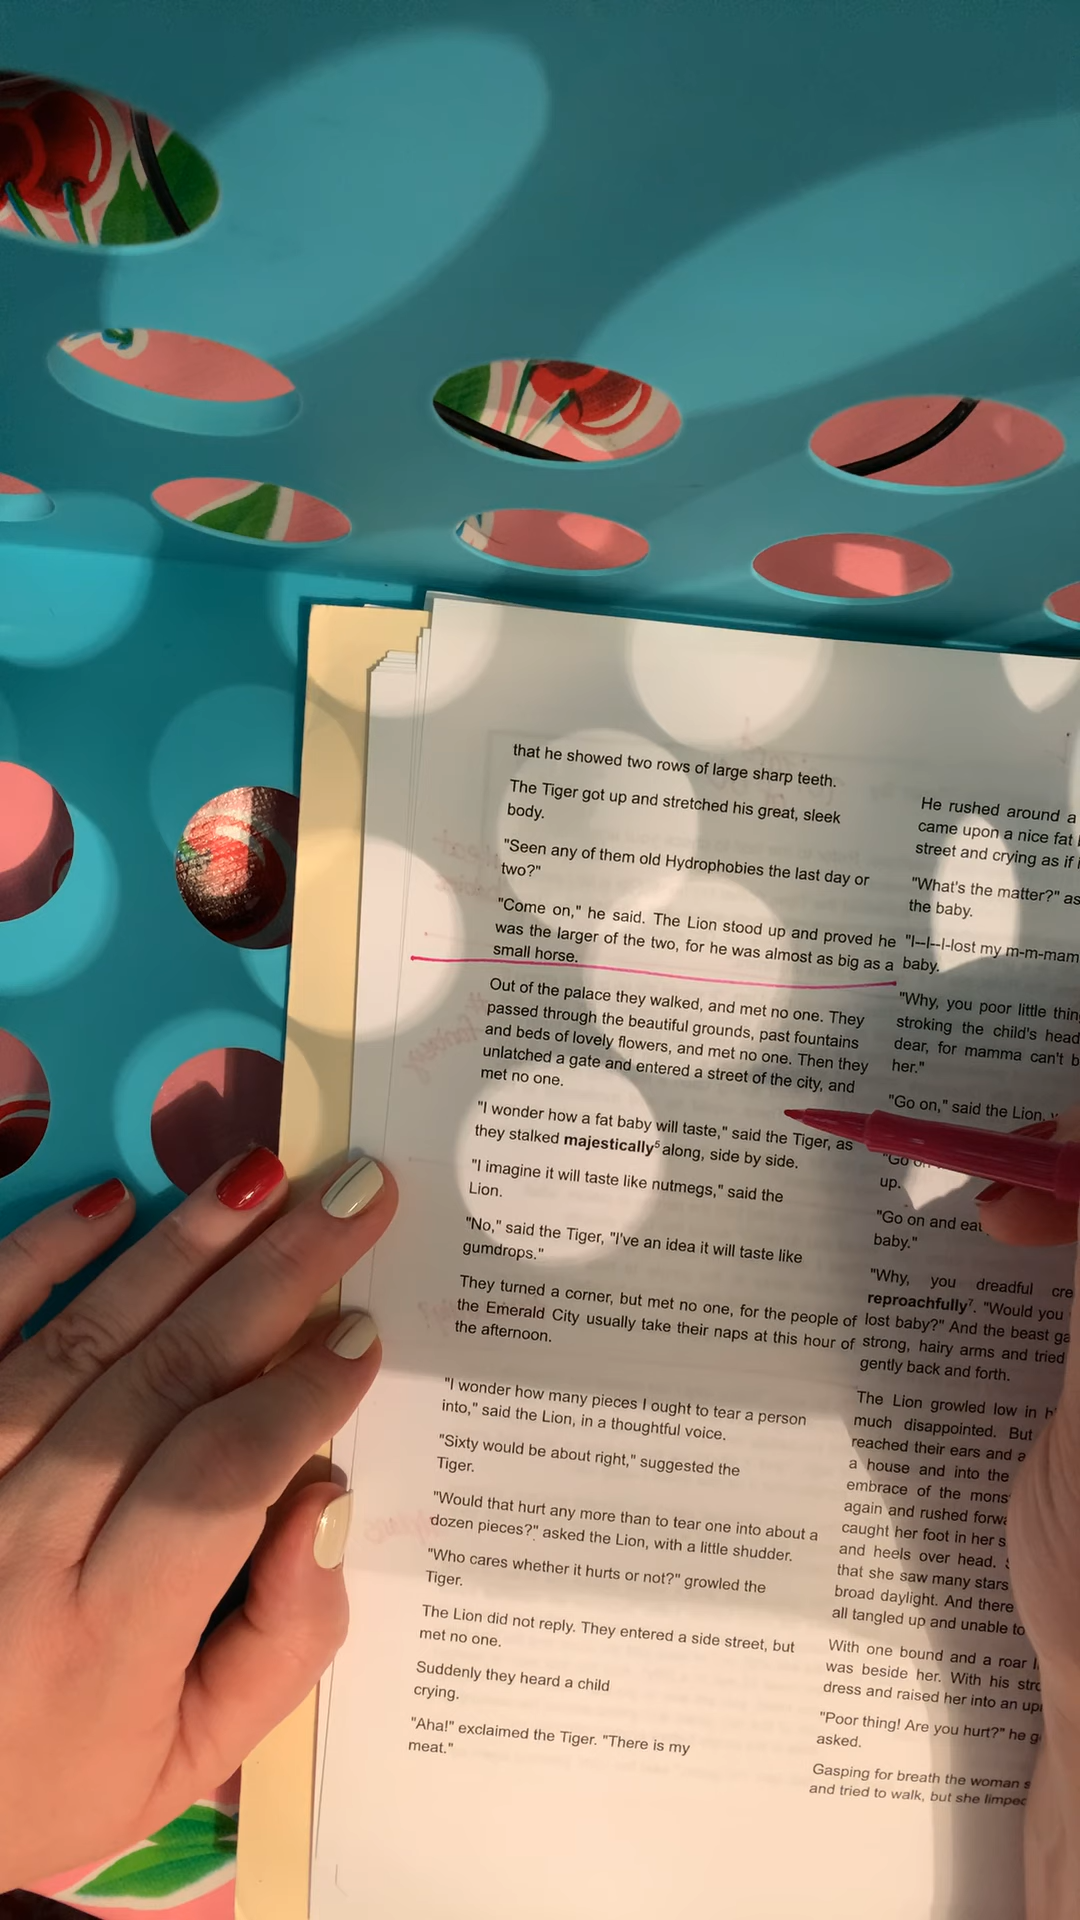 that he showed two rows of large sharp teeth.
The Tiger got up and stretched his great, sleek
body.
"Seen any of them old Hydrophobies the last day or
two?"
"Come on," he said. The Lion stood up and proved he
was the larger of the two, for he was almost as big as a
small horse.
Out of the palace they walked, and met no one. They
passed through the beautiful grounds, past fountains
and beds of lovely flowers, and met no one. Then they
unlatched a gate and entered a street of the city, and
met no one.
"I wonder how a fat baby will taste," said the Tiger, as
they stalked majestically⁶ along, side by side.
"I imagine it will taste like nutmegs," said the
Lion.
"No," said the Tiger, "I've an idea it will taste like
gumdrops."
They turned a corner, but met no one, for the people of
the Emerald City usually take their naps at this hour of
the afternoon.
"I wonder how many pieces I ought to tear a person
into," said the Lion, in a thoughtful voice.
"Sixty would be about right," suggested the
Tiger.
"Would that hurt any more than to tear one into about a
dozen pieces?" asked the Lion, with a little shudder.
"Who cares whether it hurts or not?" growled the
Tiger.
The Lion did not reply. They entered a side street, but
met no one.
Suddenly they heard a child
crying.
"Aha!" exclaimed the Tiger. "There is my
meat."
He rushed around a
came upon a nice fat
street and crying as if
"What's the matter?" as
the baby.
"I--I--I-lost my m-m-mam
baby.
"Why, you poor little thin
stroking the child's head
dear, for mamma can't b
her."
"Go on," said the Lion,
"Go on
up.
"Go on and eat
baby."
"Why, you dreadful cre
reproachfully⁷. "Would you
lost baby?" And the beast ga
strong, hairy arms and tried
gently back and forth.
The Lion growled low in h
much disappointed. But
reached their ears and a
a house and into the
embrace of the mons
again and rushed forwa
caught her foot in her s
and heels over head.
that she saw many stars
broad daylight. And there
all tangled up and unable to
With one bound and a roar l
was beside her. With his stro
dress and raised her into an up
"Poor thing! Are you hurt?" he g
asked.
Gasping for breath the woman s
and tried to walk, but she limped